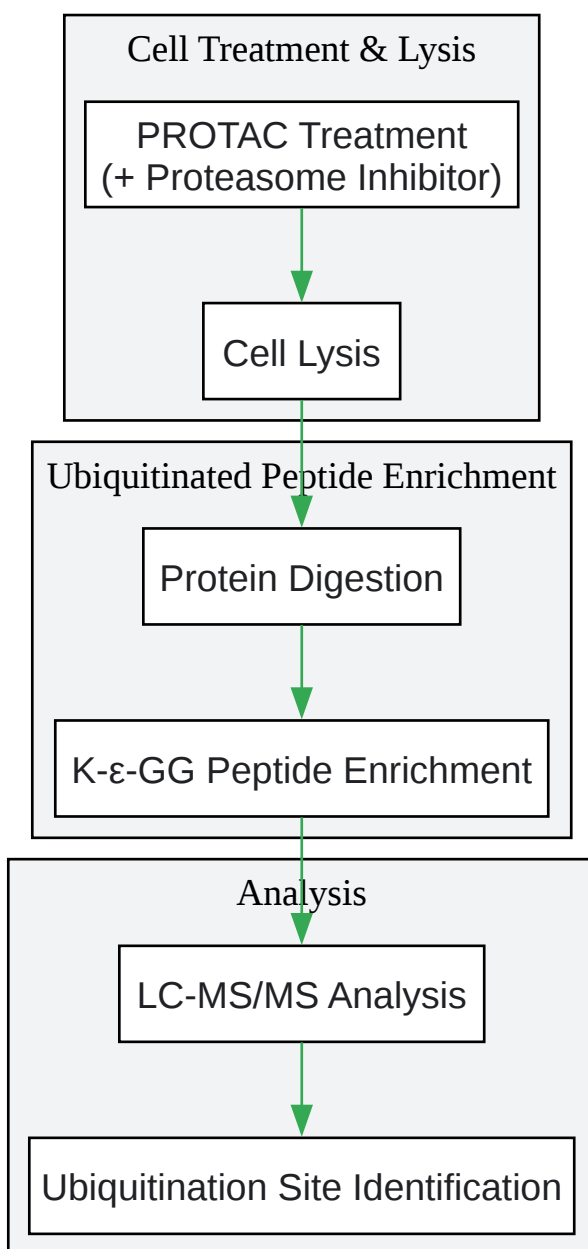 Cell Treatment & Lysis
PROTAC Treatment
(+ Proteasome Inhibitor)
Cell Lysis
Ubiquitinated Peptide Enrichment
Protein Digestion
K-ε-GG Peptide Enrichment
Analysis
LC-MS/MS Analysis
Ubiquitination Site Identification